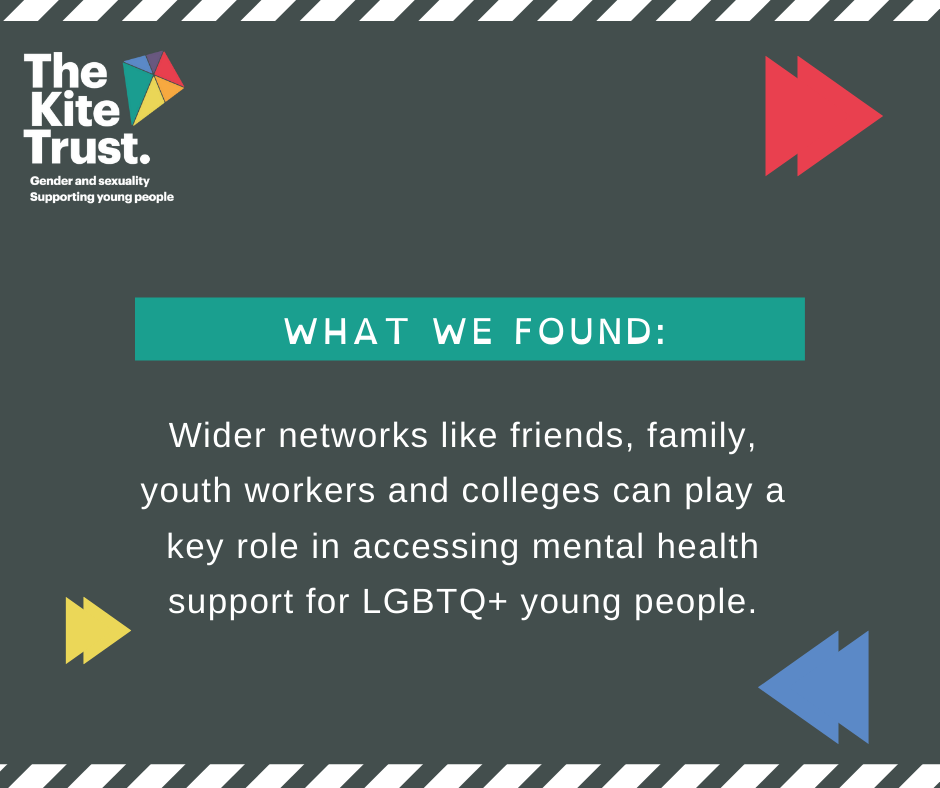 The
Kite
Trust.
Gender and sexuality
Supporting young people
WHAT WE FOUND:
Wider networks like friends, family,
youth workers and colleges can play a
key role in accessing mental health
support for LGBTQ+ young people.